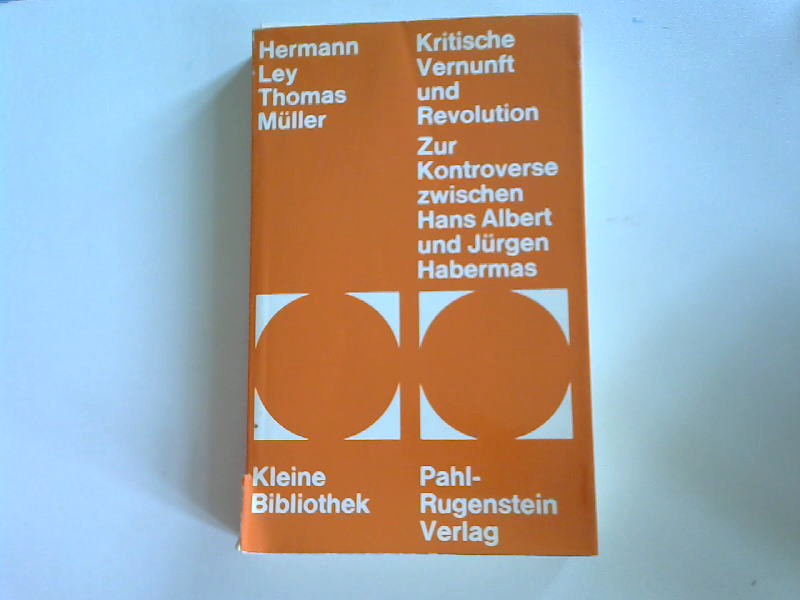 Hermann
Ley
Thomas
Müller
Kritische
Vernunft
und
Revolution
Zur
Kontroverse
zwischen
Hans Albert
und Jürgen
Habermas
Kleine
Bibliothek
Pahl-
Rugenstein
Verlag